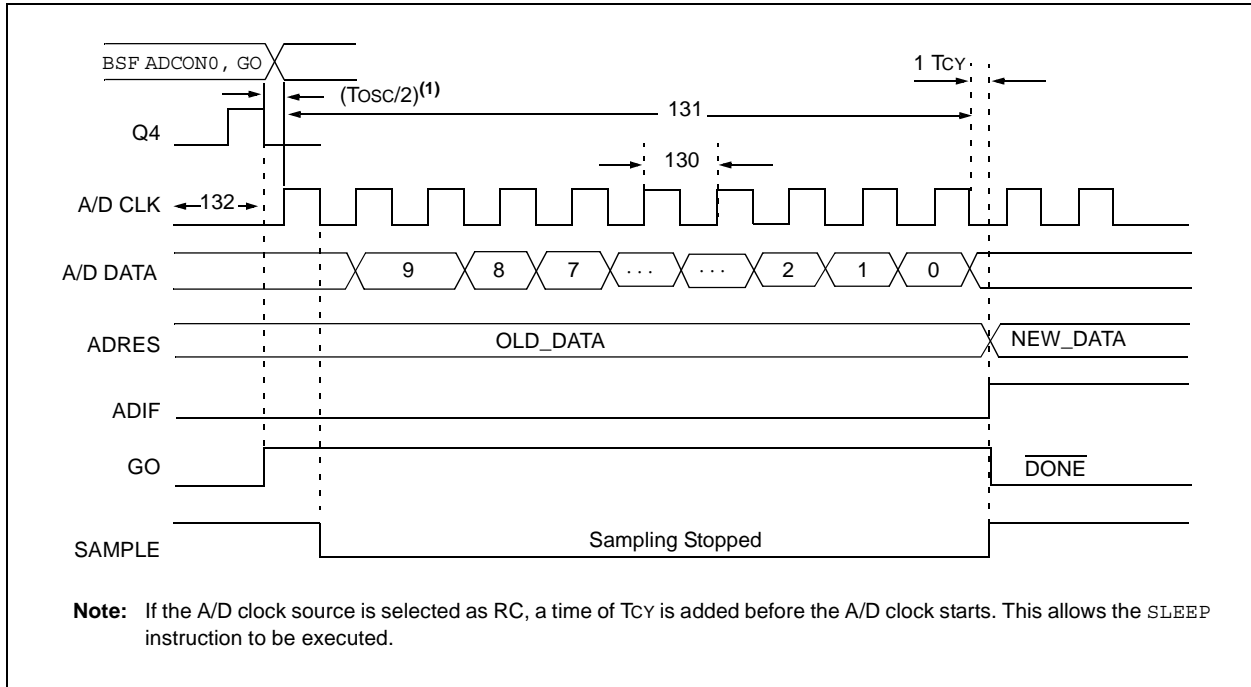 BSF ADCON0, GO
1 TCY
(TOSC/2)(1)
131
Q4
130
A/D CLK
132
A/D DATA
9 8 7 · · · · · · 2 1 0
ADRES
OLD_DATA
NEW_DATA
ADIF
GO
DONE
SAMPLE
Sampling Stopped
Note: If the A/D clock source is selected as RC, a time of TCY is added before the A/D clock starts. This allows the SLEEP
instruction to be executed.